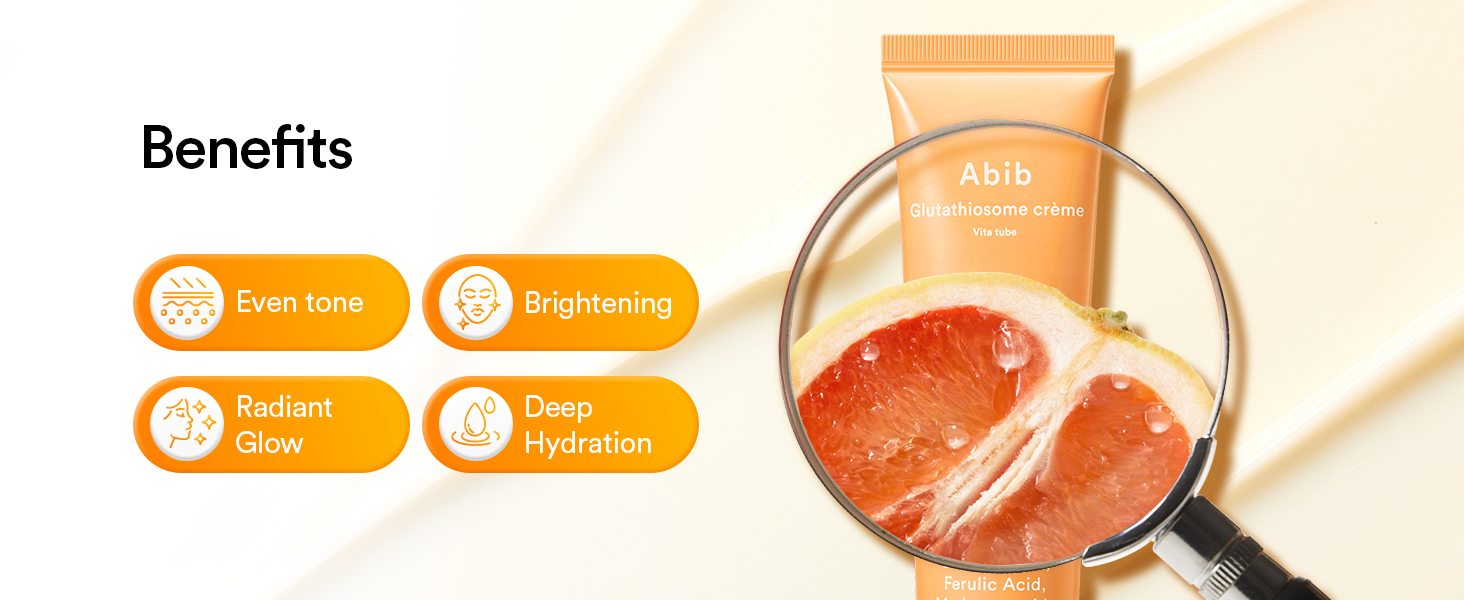 Benefits
Even tone
Brightening
Radiant
Glow
Deep
Hydration
Abib
Glutathiosome crème
Vita tube
Ferulic Acid,